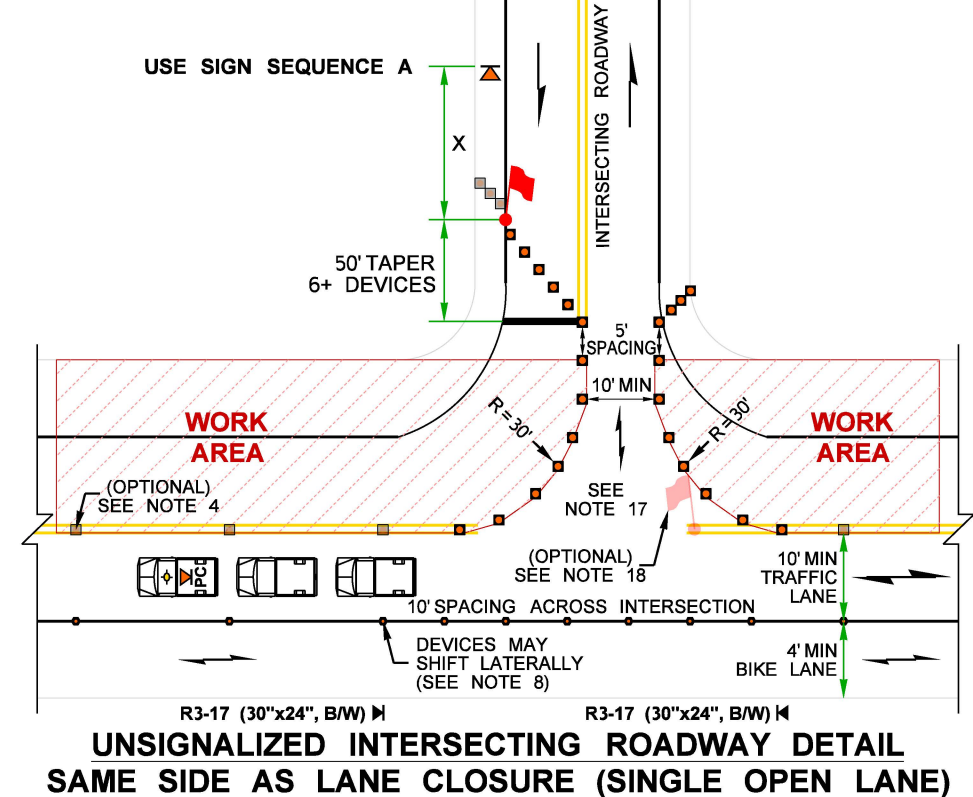 USE SIGN SEQUENCE A
INTERSECTING ROADWAY
X
50' TAPER
6+ DEVICES
5'
SPACING
10' MIN
R=30'
R=30'
WORK
AREA
WORK
AREA
(OPTIONAL)
SEE NOTE 4
SEE
NOTE 17
(OPTIONAL)
SEE NOTE 18
10' MIN
TRAFFIC
LANE
PC
10' SPACING ACROSS INTERSECTION
DEVICES MAY
SHIFT LATERALLY
(SEE NOTE 8)
4' MIN
BIKE LANE
R3-17 (30"x24", B/W)
R3-17 (30"x24", B/W)
UNSIGNALIZED INTERSECTING ROADWAY DETAIL
SAME SIDE AS LANE CLOSURE (SINGLE OPEN LANE)